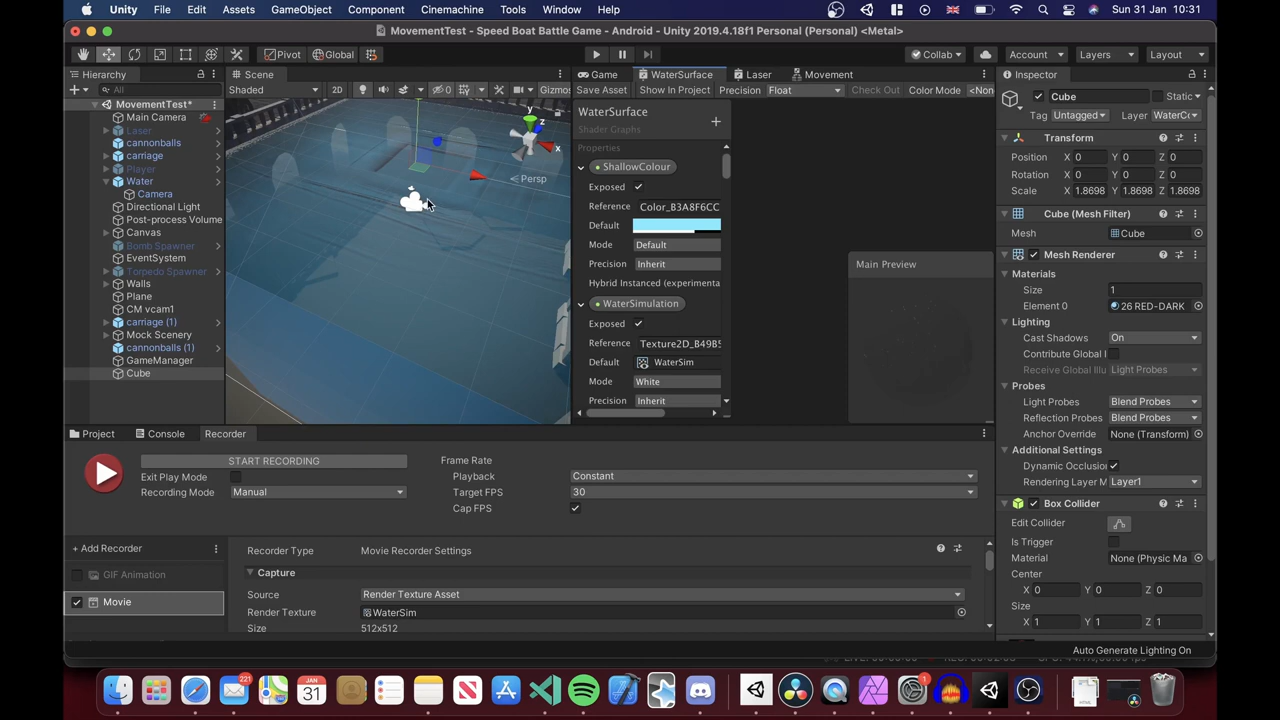 Unity File Edit Assets GameObject Component Cinemachine Tools Window Help Sun 31 Jan 10:31
MovementTest - Speed Boat Battle Game - Android - Unity 2019.4.18f1 Personal (Personal) <Metal>
Pivot Global Collab Account Layers Layout
Hierarchy
All
MovementTest*
Main Camera
Laser
cannonballs
carriage
Player
Water
Camera
Directional Light
Post-process Volume
Canvas
Bomb Spawner
EventSystem
Torpedo Spawner
Walls
Plane
CM vcam1
carriage (1)
Mock Scenery
cannonballs (1)
GameManager
Cube
Scene
Shaded 2D 0 Gizmos
y
z
x
Persp
Game WaterSurface Laser Movement
Save Asset Show In Project Precision Float Check Out Color Mode <Non
WaterSurface
Shader Graphs
Properties
ShallowColour
Exposed
Reference Color_B3A8F6CC
Default
Mode Default
Precision Inherit
Hybrid Instanced (experimenta
WaterSimulation
Exposed
Reference Texture2D_B49B5
Default WaterSim
Mode White
Precision Inherit
Main Preview
Inspector
Cube Static
Tag Untagged Layer WaterC
Transform
Position X 0 Y 0 Z 0
Rotation X 0 Y 0 Z 0
Scale X 1.8698 Y 1.8698 Z 1.8698
Cube (Mesh Filter)
Mesh Cube
Mesh Renderer
Materials
Size 1
Element 0 26 RED-DARK
Lighting
Cast Shadows On
Contribute Global I
Receive Global Illu Light Probes
Probes
Light Probes Blend Probes
Reflection Probes Blend Probes
Anchor Override None (Transform)
Additional Settings
Dynamic Occlusion
Rendering Layer M Layer1
Box Collider
Edit Collider
Is Trigger
Material None (Physic Ma
Center
X 0 Y 0 Z 0
Size
X 1 Y 1 Z 1
Project Console Recorder
START RECORDING
Exit Play Mode
Recording Mode Manual
Frame Rate
Playback Constant
Target FPS 30
Cap FPS
+ Add Recorder
GIF Animation
Movie
Recorder Type Movie Recorder Settings
Capture
Source Render Texture Asset
Render Texture WaterSim
Size 512x512
Auto Generate Lighting On
221
JAN
31
1
HTML